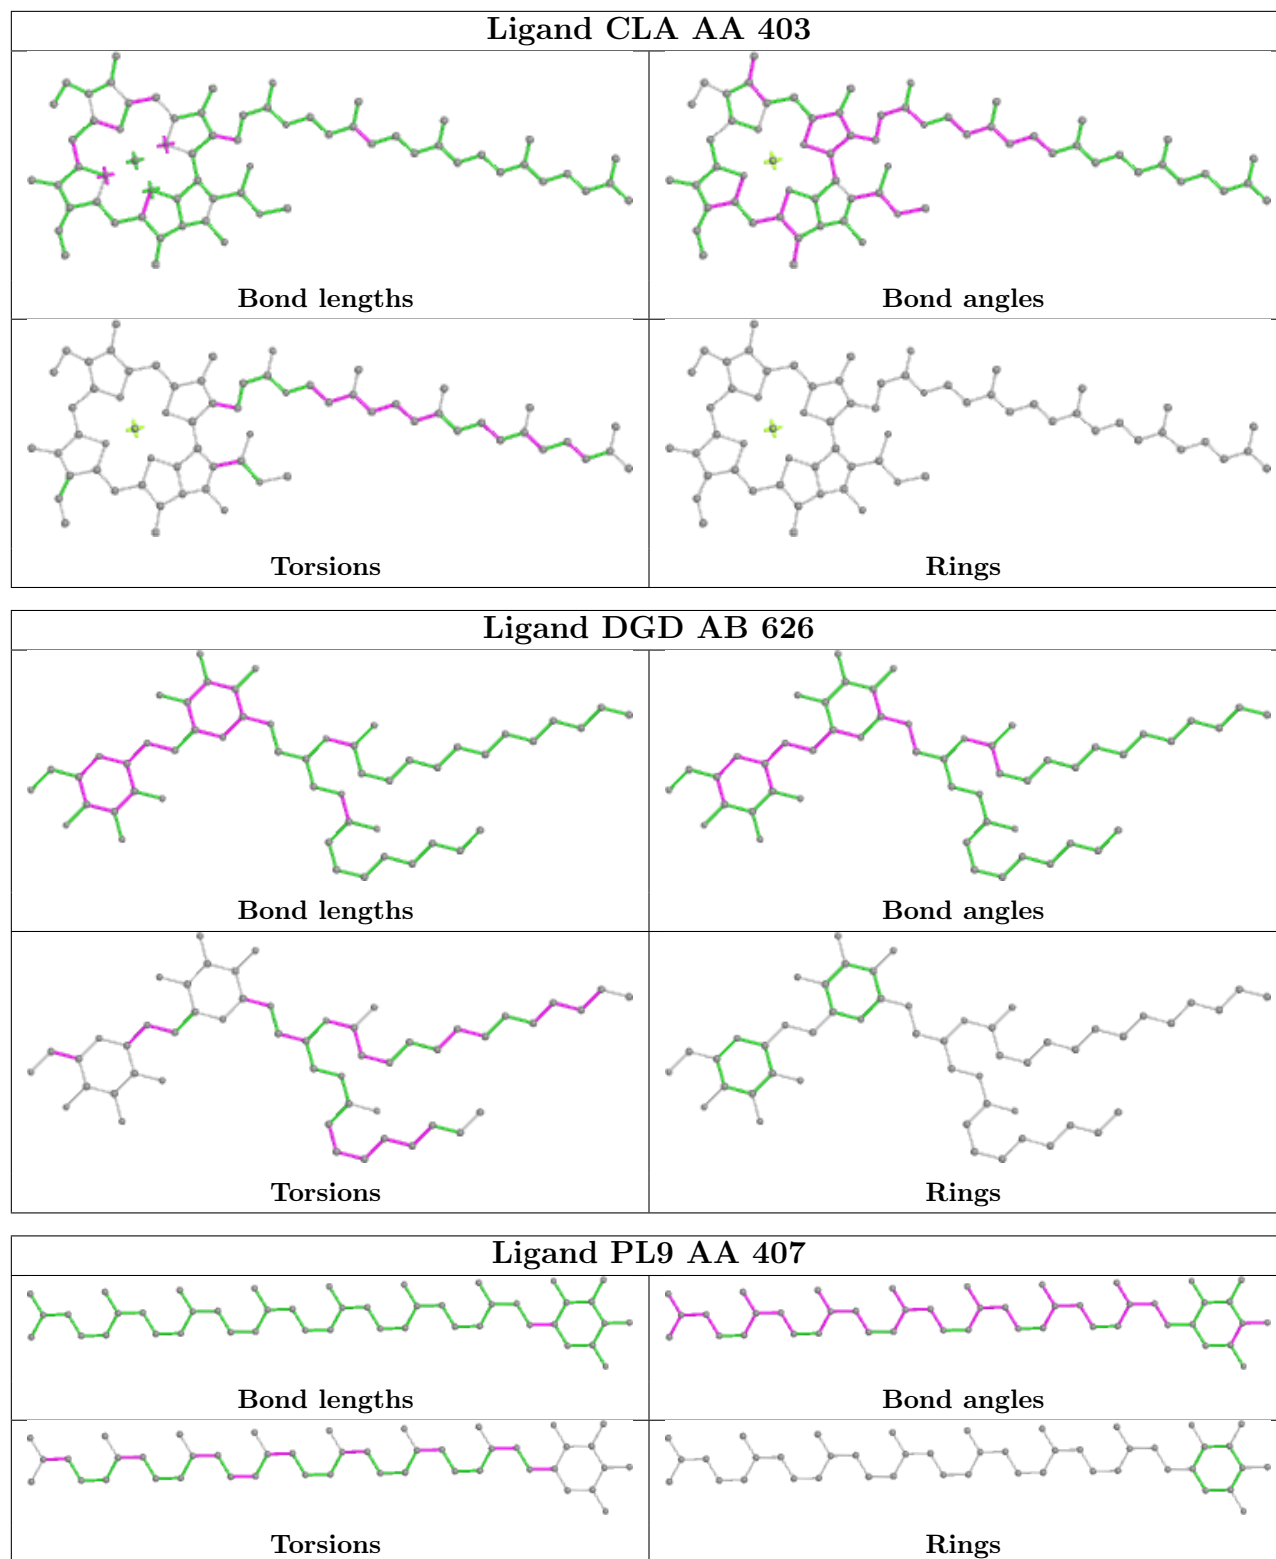 Ligand CLA AA 403
Bond lengths
Bond angles
Torsions
Rings
Ligand DGD AB 626
Bond lengths
Bond angles
Torsions
Rings
Ligand PL9 AA 407
Bond lengths
Bond angles
Torsions
Rings